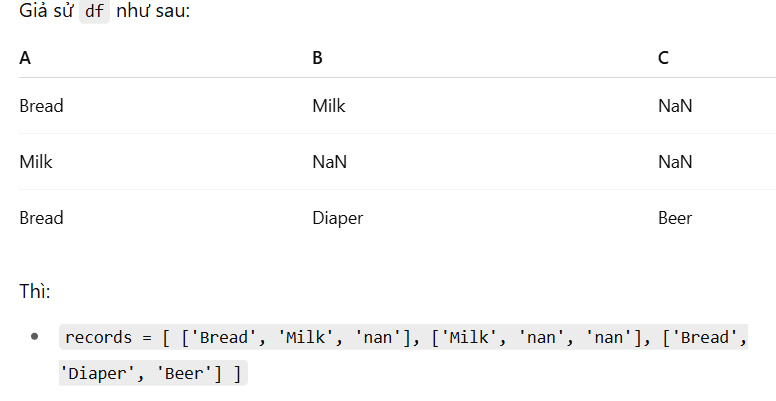 Giả sử df như sau:
A B C
Bread Milk NaN
Milk NaN NaN
Bread Diaper Beer
Thì:
records = [ ['Bread', 'Milk', 'nan'], ['Milk', 'nan', 'nan'], ['Bread',
'Diaper', 'Beer'] ]